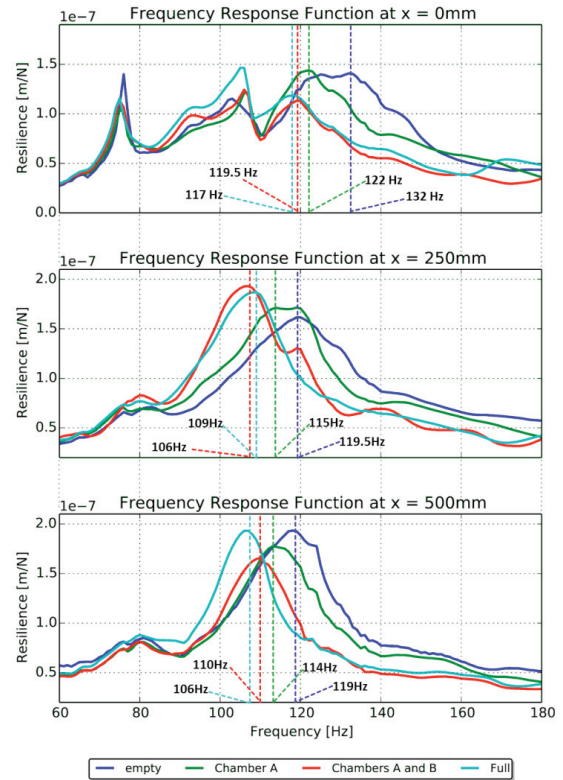 Frequency Response Function at x = 0mm
1e−7
Resilience [m/N]
1.5
1.0
0.5
0.0
119.5 Hz
117 Hz
122 Hz
132 Hz
Frequency Response Function at x = 250mm
1e−7
Resilience [m/N]
2.0
1.5
1.0
0.5
109Hz
106Hz
115Hz
119.5Hz
Frequency Response Function at x = 500mm
1e−7
Resilience [m/N]
2.0
1.5
1.0
0.5
110Hz
106Hz
114Hz
119Hz
60 80 100 120 140 160 180
Frequency [Hz]
empty Chamber A Chambers A and B Full